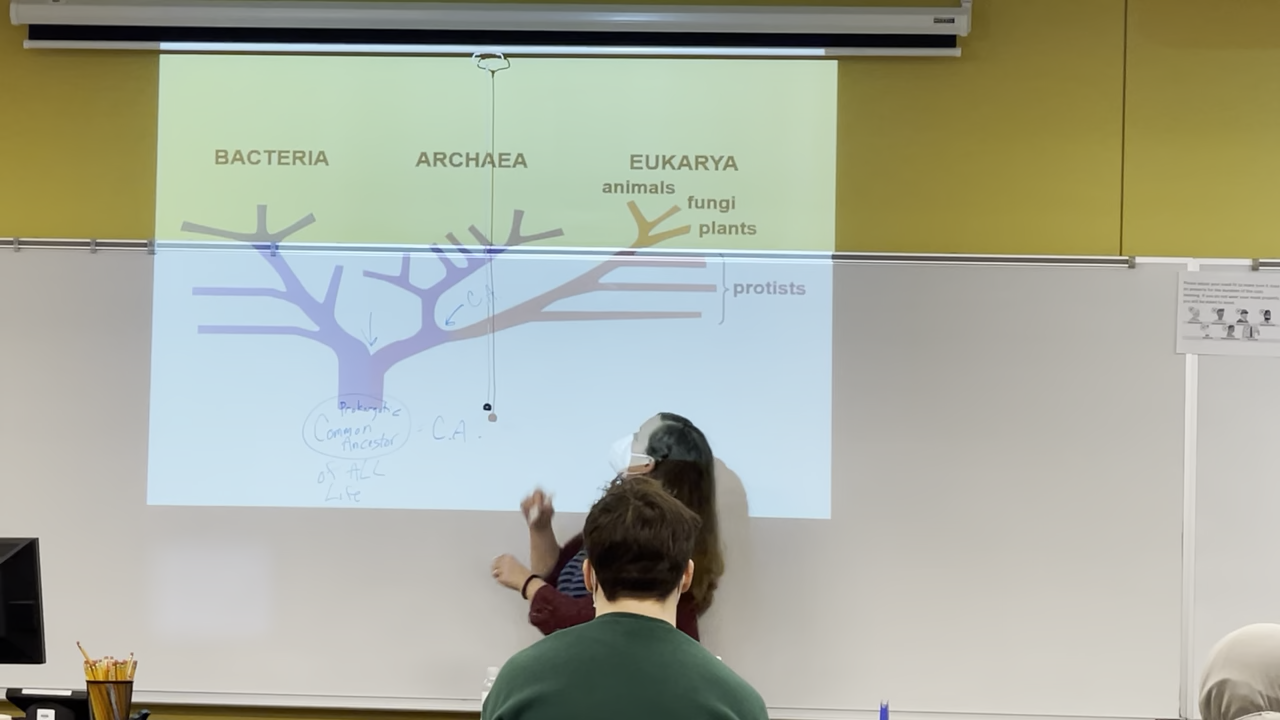 BACTERIA
ARCHAEA
EUKARYA
animals
fungi
plants
protists
C.A
Prokaryotic
Common
Ancestor
= C.A.
of ALL
Life